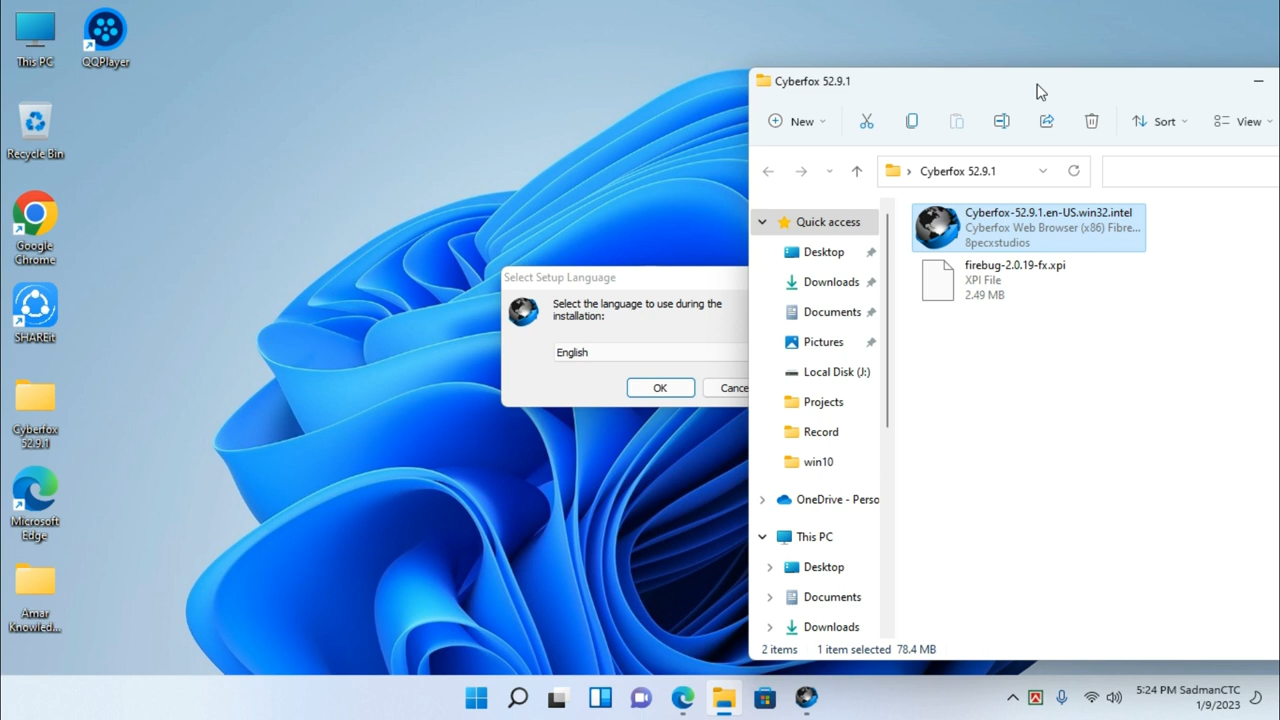 This PC
QQPlayer
Recycle Bin
Google
Chrome
SHAREit
Cyberfox
52.9.1
Microsoft
Edge
Amar
Knowled...
Select Setup Language
Select the language to use during the
installation:
English
OK
Cance
Cyberfox 52.9.1
New
Sort
View
Cyberfox 52.9.1
Quick access
Desktop
Downloads
Documents
Pictures
Local Disk (J:)
Projects
Record
win10
OneDrive - Perso
This PC
Desktop
Documents
Downloads
Cyberfox-52.9.1.en-US.win32.intel
Cyberfox Web Browser (x86) Fibre...
8pecxstudios
firebug-2.0.19-fx.xpi
XPI File
2.49 MB
2 items 1 item selected 78.4 MB
5:24 PM SadmanCTC
1/9/2023